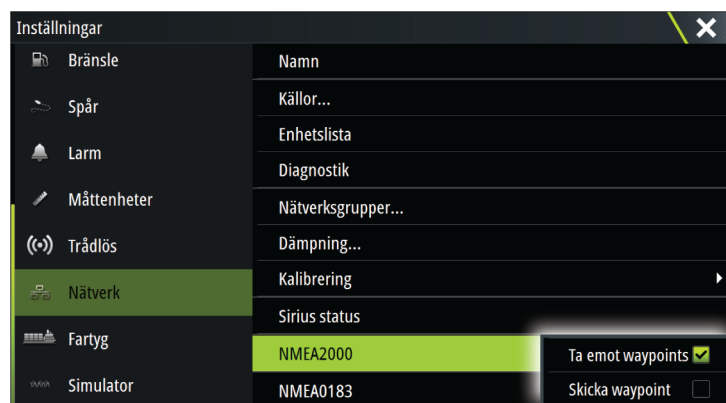 Inställningar
Bränsle
Spår
Larm
Måttenheter
Trådlös
Nätverk
Fartyg
Simulator
Namn
Källor...
Enhetslista
Diagnostik
Nätverksgrupper...
Dämpning...
Kalibrering
Sirius status
NMEA2000
NMEA0183
Ta emot waypoints
Skicka waypoint